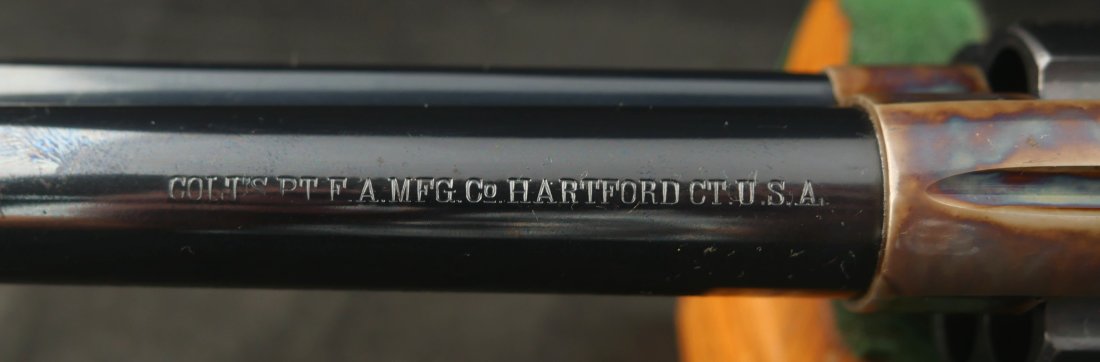 COLT'S PT. F. A. MFG. Co. HARTFORD CT. U.S.A.